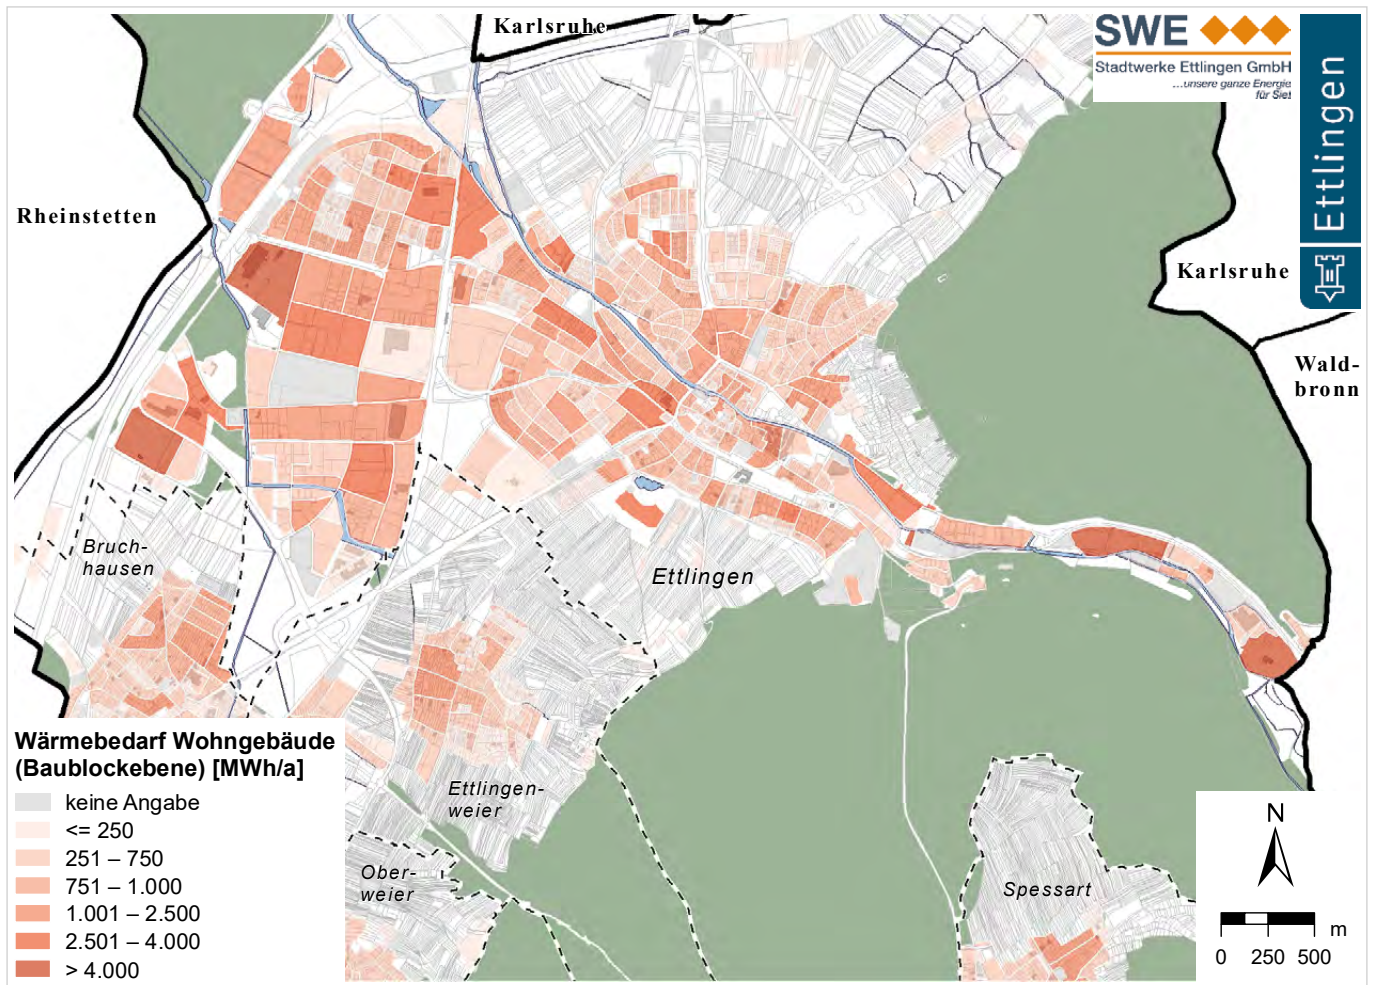 Karlsruhe
SWE
Stadtwerke Ettlingen GmbH
...unsere ganze Energie
für Sie!
Ettlingen
Rheinstetten
Karlsruhe
Wald-
bronn
Bruch-
hausen
Ettlingen
Ettlingen-
weier
Ober-
weier
Spessart
Wärmebedarf Wohngebäude
(Baublockebene) [MWh/a]
keine Angabe
<= 250
251 – 750
751 – 1.000
1.001 – 2.500
2.501 – 4.000
> 4.000
N
m
0 250 500